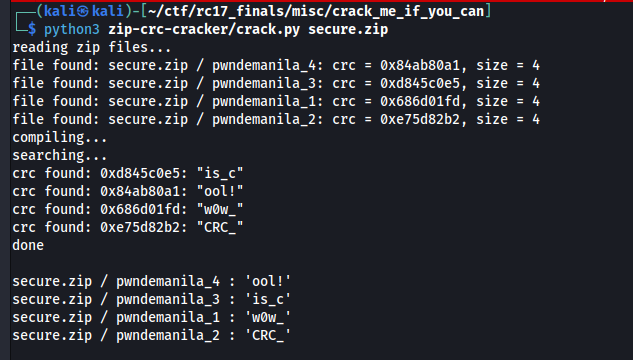 ┌──(kali㉿kali)-[~/ctf/rc17_finals/misc/crack_me_if_you_can]
└─$ python3 zip-crc-cracker/crack.py secure.zip
reading zip files...
file found: secure.zip / pwndemanila_4: crc = 0x84ab80a1, size = 4
file found: secure.zip / pwndemanila_3: crc = 0xd845c0e5, size = 4
file found: secure.zip / pwndemanila_1: crc = 0x686d01fd, size = 4
file found: secure.zip / pwndemanila_2: crc = 0xe75d82b2, size = 4
compiling...
searching...
crc found: 0xd845c0e5: "is_c"
crc found: 0x84ab80a1: "ool!"
crc found: 0x686d01fd: "w0w_"
crc found: 0xe75d82b2: "CRC_"
done
secure.zip / pwndemanila_4 : 'ool!'
secure.zip / pwndemanila_3 : 'is_c'
secure.zip / pwndemanila_1 : 'w0w_'
secure.zip / pwndemanila_2 : 'CRC_'